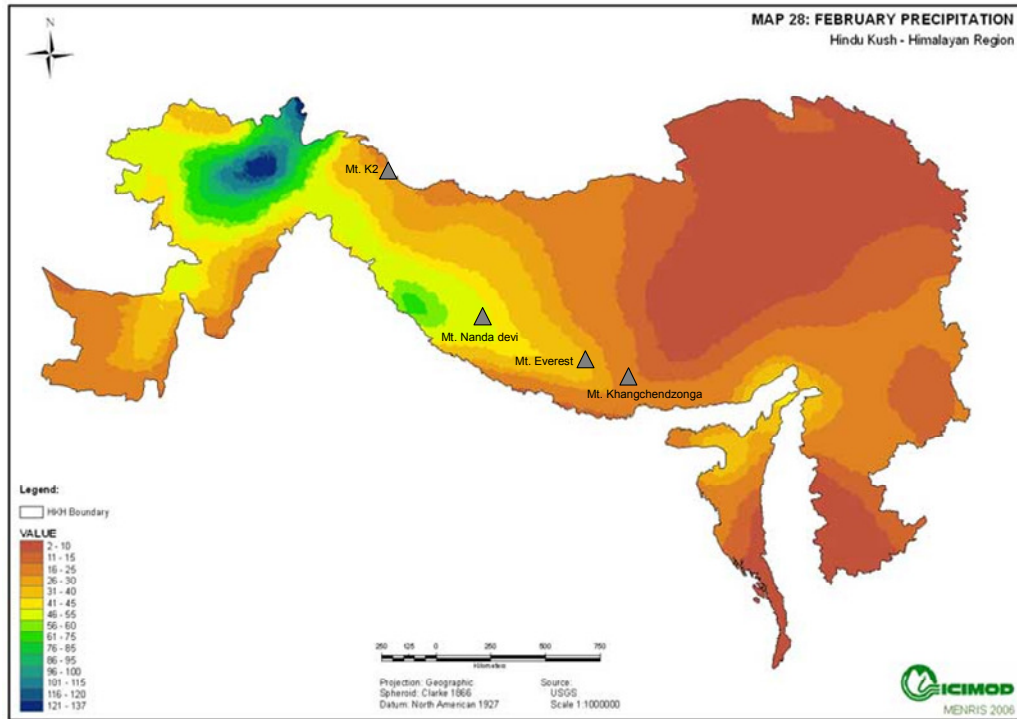 MAP 28: FEBRUARY PRECIPITATION
Hindu Kush - Himalayan Region
N
Mt. K2
Mt. Nanda devi
Mt. Everest
Mt. Khangchendzonga
Legend:
HKH Boundary
VALUE
2 - 10
11 - 15
16 - 25
26 - 30
31 - 40
41 - 45
46 - 55
56 - 60
61 - 75
76 - 85
86 - 95
96 - 100
101 - 115
116 - 120
121 - 137
250 125 0 250 500 750
Kilometers
Projection: Geographic
Spheroid: Clarke 1866
Datum: North American 1927
Source:
USGS
Scale 1:1000000
ICIMOD
MENRIS 2006